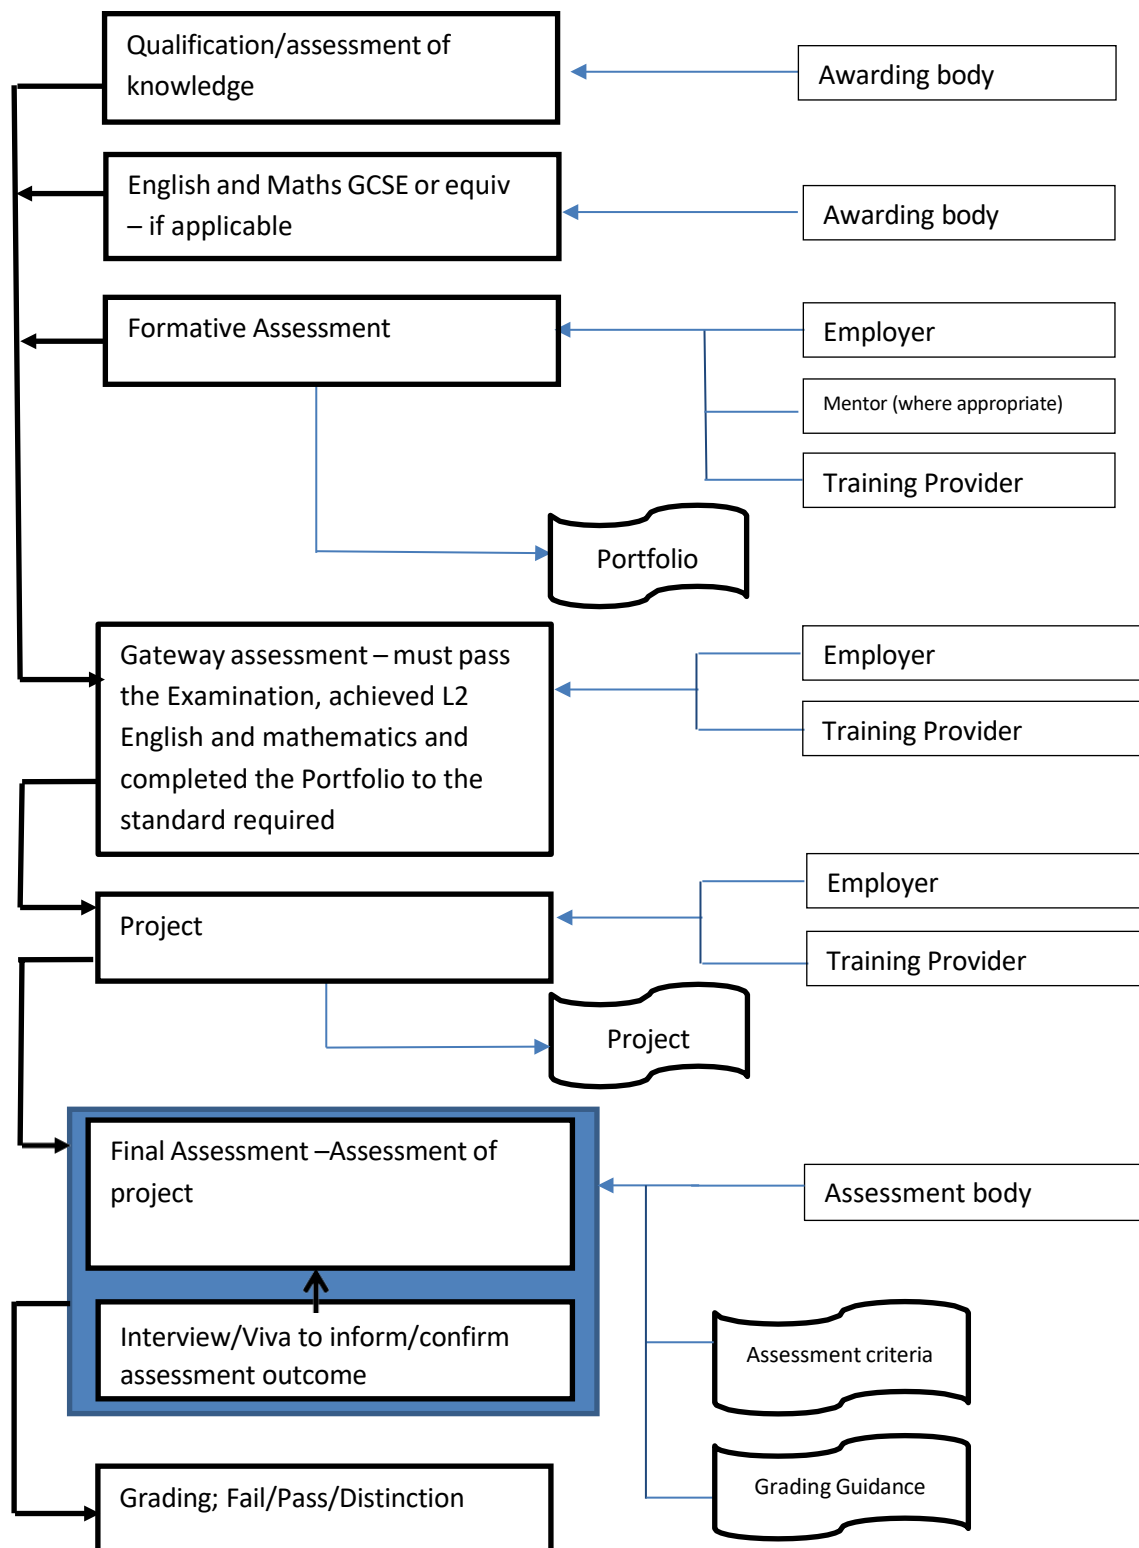 Qualification/assessment of
knowledge
Awarding body
English and Maths GCSE or equiv
– if applicable
Awarding body
Formative Assessment
Employer
Mentor (where appropriate)
Training Provider
Portfolio
Gateway assessment – must pass
the Examination, achieved L2
English and mathematics and
completed the Portfolio to the
standard required
Employer
Training Provider
Project
Employer
Training Provider
Project
Final Assessment –Assessment of
project
Assessment body
Interview/Viva to inform/confirm
assessment outcome
Assessment criteria
Grading Guidance
Grading; Fail/Pass/Distinction